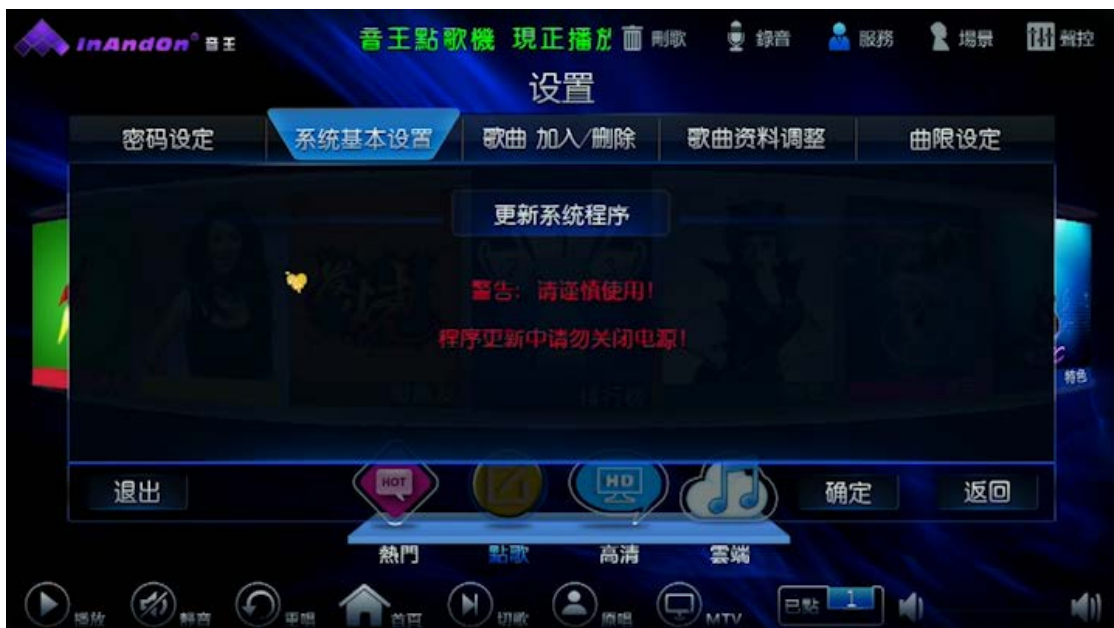 InAndOn® 音王
音王點歌機 現正播放
刪歌
錄音
服務
場景
聲控
设置
密码设定
系统基本设置
歌曲 加入/删除
歌曲资料调整
曲限设定
更新系统程序
警告：请谨慎使用！
程序更新中请勿关闭电源！
排行榜
特色
退出
HOT
HD
确定
返回
熱門
點歌
高清
雲端
播放
靜音
重唱
首頁
切歌
原唱
MTV
已點
1